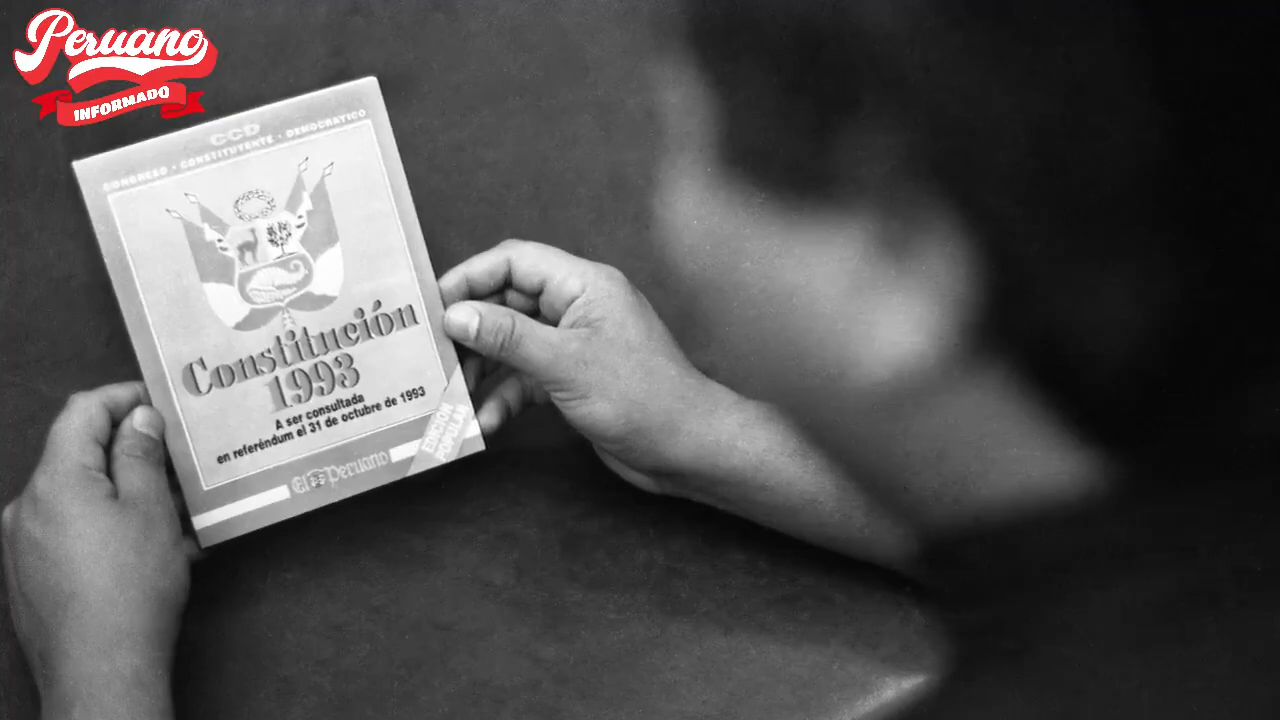 Peruano
INFORMADO
CCD
CONGRESO · CONSTITUYENTE · DEMOCRATICO
Constitución
1993
A ser consultada
en referéndum el 31 de octubre de 1993
EDICION
POPULAR
El Peruano